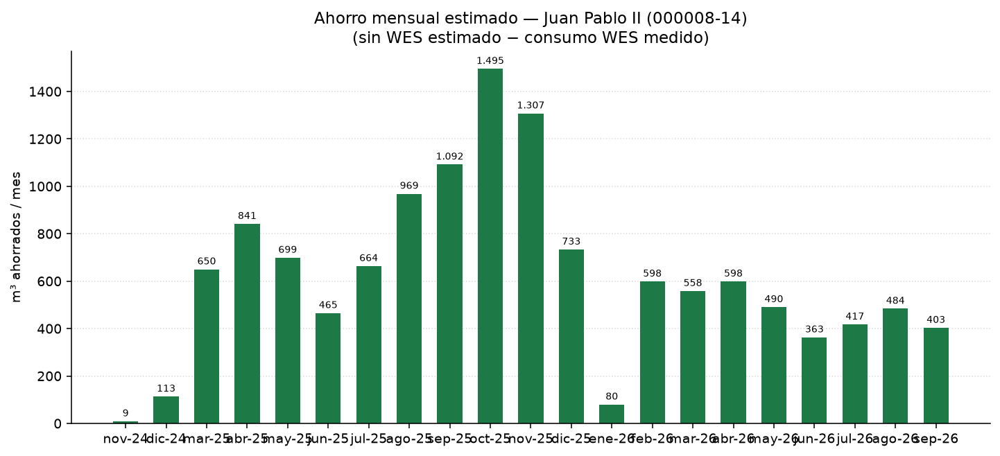 Ahorro mensual estimado — Juan Pablo II (000008-14)
(sin WES estimado − consumo WES medido)
m³ ahorrados / mes
1400
1200
1000
800
600
400
200
0
9
113
650
841
699
465
664
969
1.092
1.495
1.307
733
80
598
558
598
490
363
417
484
403
nov-24
dic-24
mar-25
abr-25
may-25
jun-25
jul-25
ago-25
sep-25
oct-25
nov-25
dic-25
ene-26
feb-26
mar-26
abr-26
may-26
jun-26
jul-26
ago-26
sep-26